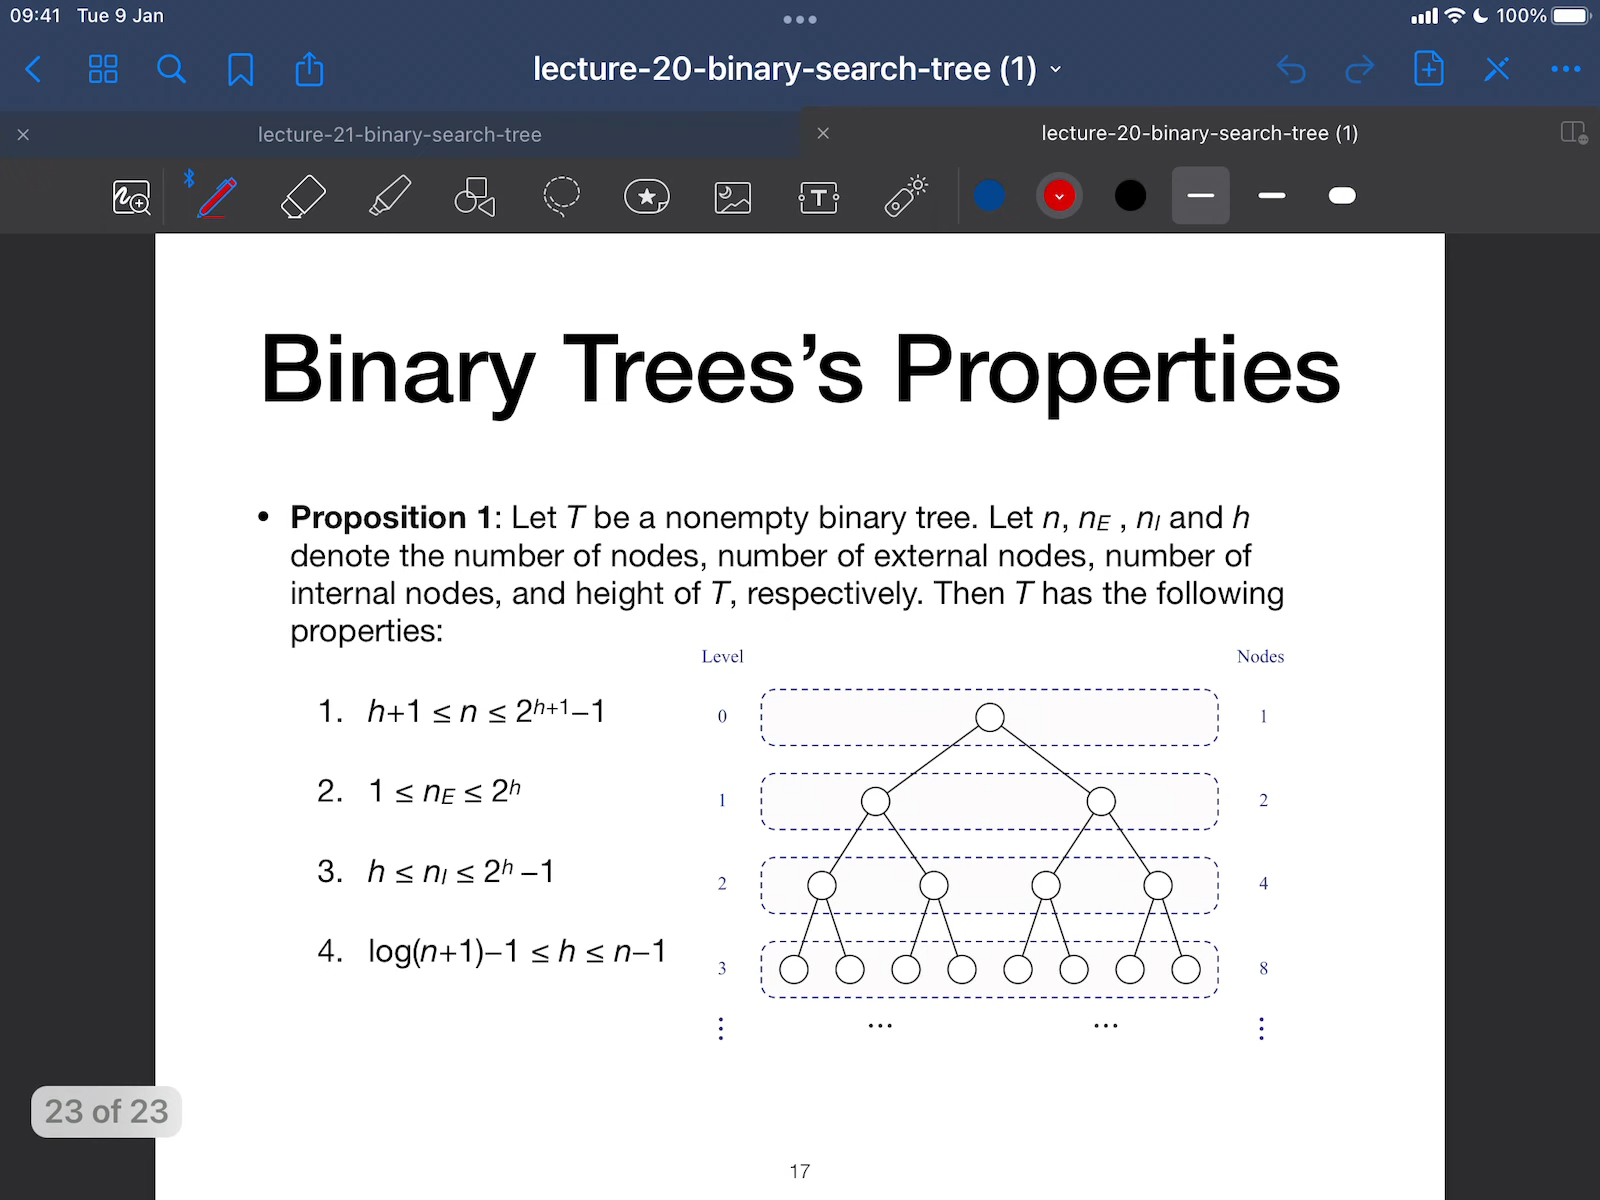 09:41 Tue 9 Jan
100%
lecture-20-binary-search-tree (1)
lecture-21-binary-search-tree
lecture-20-binary-search-tree (1)
T
Binary Trees’s Properties
• Proposition 1: Let T be a nonempty binary tree. Let n, nE , nI and h
denote the number of nodes, number of external nodes, number of
internal nodes, and height of T, respectively. Then T has the following
properties:
1. h+1 ≤ n ≤ 2^{h+1}–1
2. 1 ≤ nE ≤ 2^h
3. h ≤ nI ≤ 2^h –1
4. log(n+1)–1 ≤ h ≤ n–1
Level Nodes
0 1
1 2
2 4
3 8
⋮ ... ... ⋮
23 of 23
17